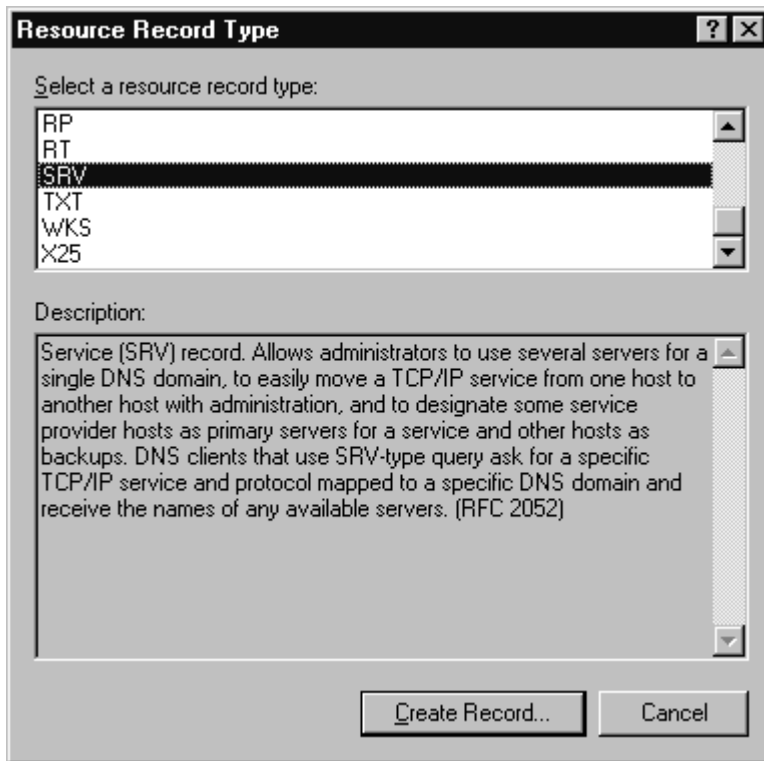 Resource Record Type
Select a resource record type:
RP
RT
SRV
TXT
WKS
X25
Description:
Service (SRV) record. Allows administrators to use several servers for a
single DNS domain, to easily move a TCP/IP service from one host to
another host with administration, and to designate some service
provider hosts as primary servers for a service and other hosts as
backups. DNS clients that use SRV-type query ask for a specific
TCP/IP service and protocol mapped to a specific DNS domain and
receive the names of any available servers. (RFC 2052)
Create Record... Cancel